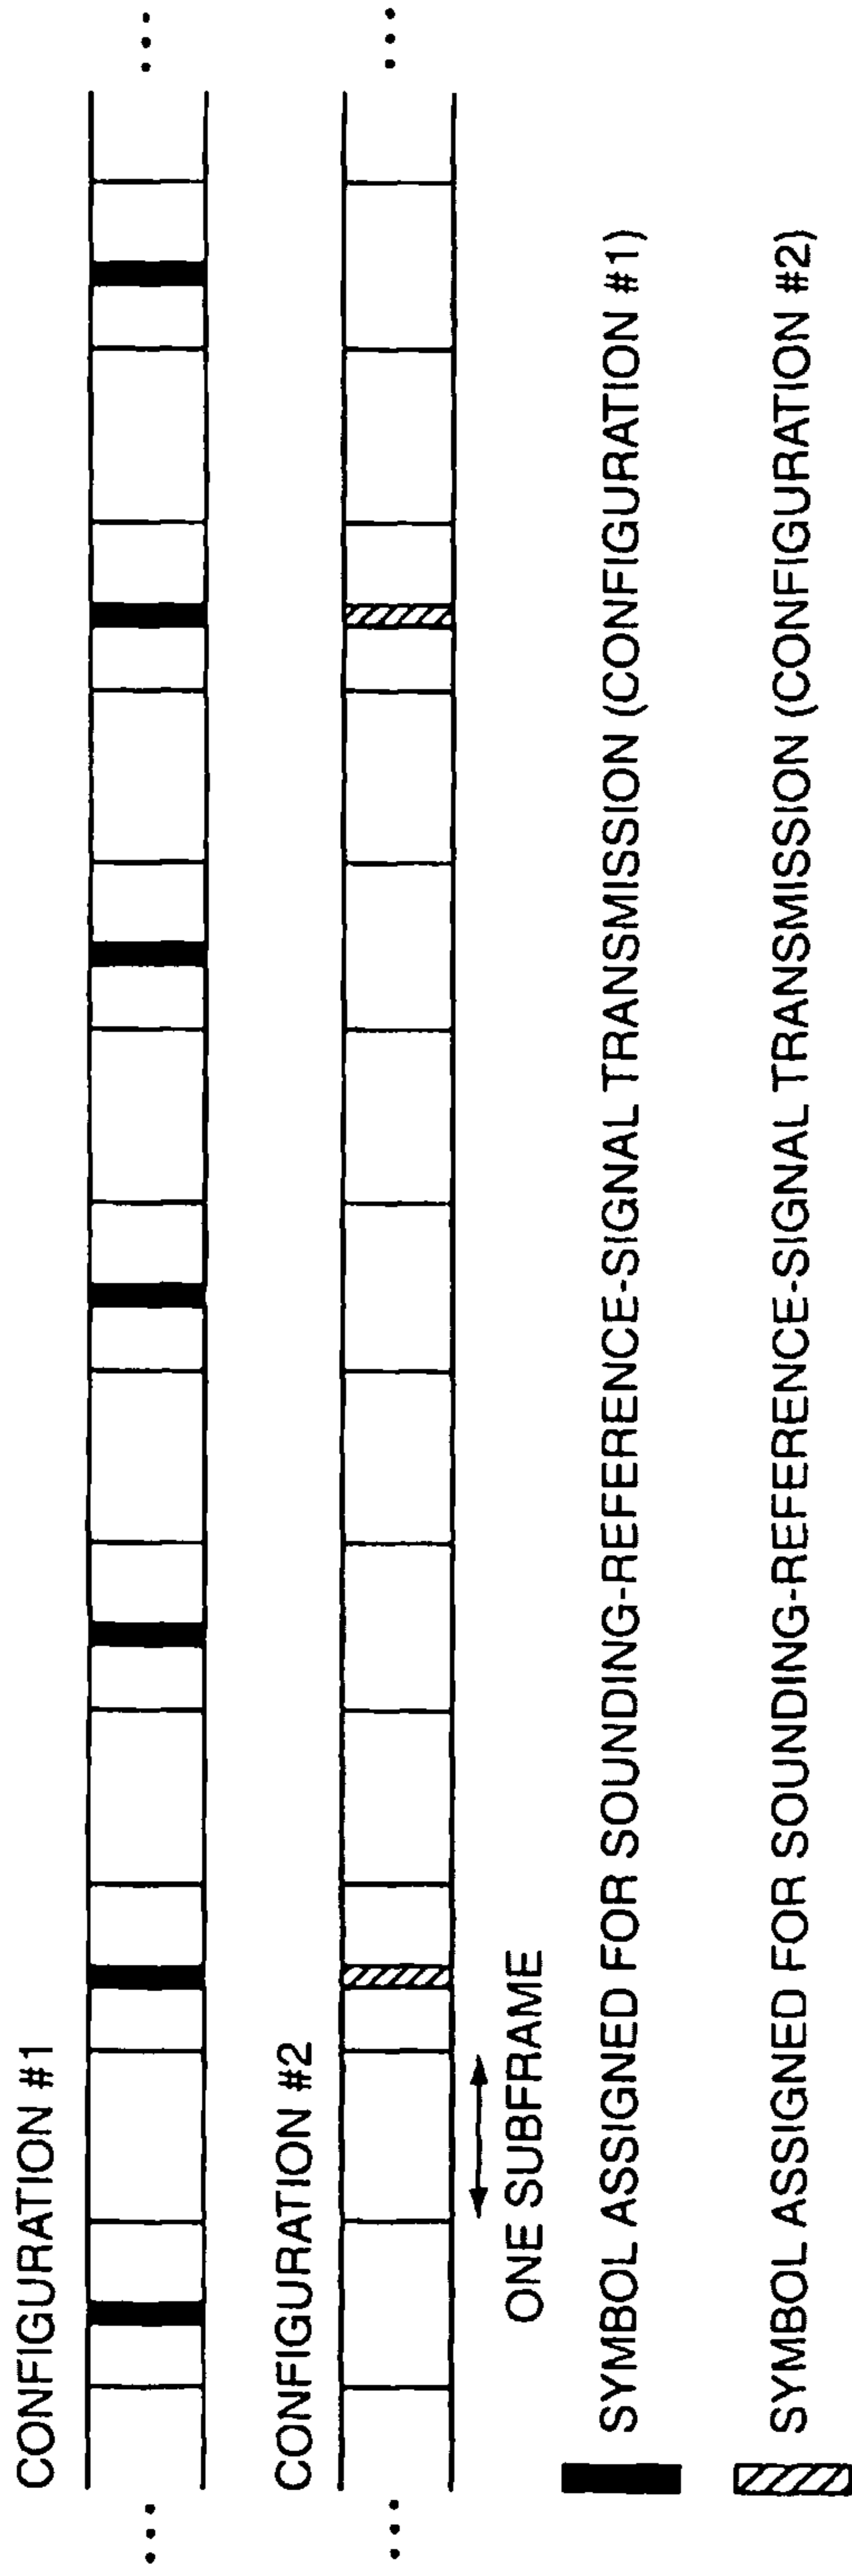 CONFIGURATION #1
CONFIGURATION #2
ONE SUBFRAME
SYMBOL ASSIGNED FOR SOUNDING-REFERENCE-SIGNAL TRANSMISSION (CONFIGURATION #1)
SYMBOL ASSIGNED FOR SOUNDING-REFERENCE-SIGNAL TRANSMISSION (CONFIGURATION #2)